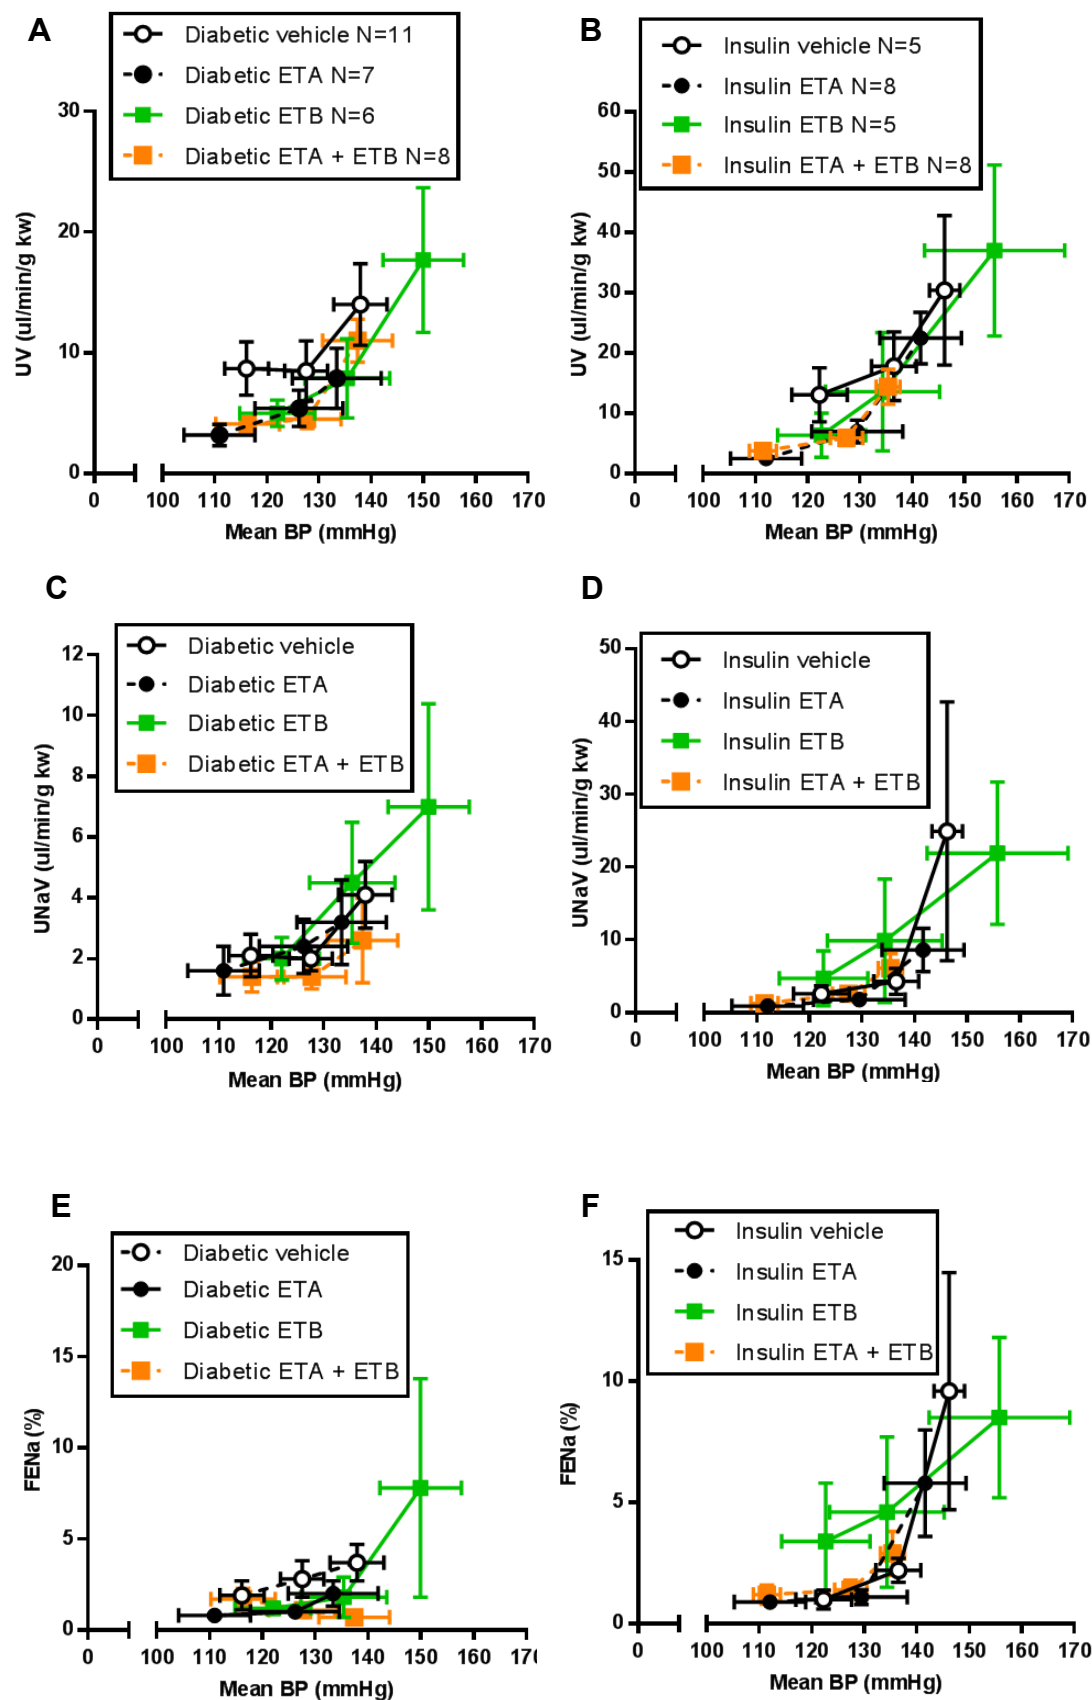 A
Diabetic vehicle N=11
Diabetic ETA N=7
Diabetic ETB N=6
Diabetic ETA + ETB N=8
30
20
10
0
UV (ul/min/g kw)
0 100 110 120 130 140 150 160 170
Mean BP (mmHg)
B
Insulin vehicle N=5
Insulin ETA N=8
Insulin ETB N=5
Insulin ETA + ETB N=8
60
50
40
30
20
10
0
UV (ul/min/g kw)
0 100 110 120 130 140 150 160 170
Mean BP (mmHg)
C
Diabetic vehicle
Diabetic ETA
Diabetic ETB
Diabetic ETA + ETB
12
10
8
6
4
2
0
UNaV (ul/min/g kw)
0 100 110 120 130 140 150 160 170
Mean BP (mmHg)
D
Insulin vehicle
Insulin ETA
Insulin ETB
Insulin ETA + ETB
50
40
30
20
10
0
UNaV (ul/min/g kw)
0 100 110 120 130 140 150 160 170
Mean BP (mmHg)
E
Diabetic vehicle
Diabetic ETA
Diabetic ETB
Diabetic ETA + ETB
20
15
10
5
0
FENa (%)
0 100 110 120 130 140 150 160 170
Mean BP (mmHg)
F
Insulin vehicle
Insulin ETA
Insulin ETB
Insulin ETA + ETB
15
10
5
0
FENa (%)
0 100 110 120 130 140 150 160 170
Mean BP (mmHg)